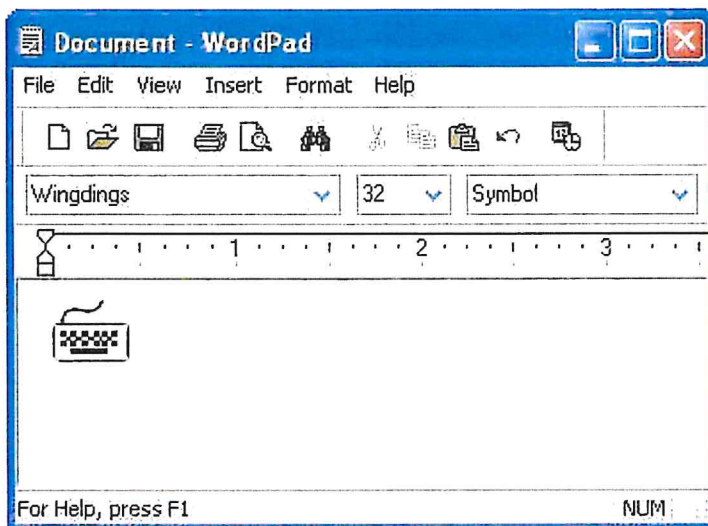 Document - WordPad
File Edit View Insert Format Help
Wingdings 32 Symbol
1 2 3
For Help, press F1 NUM